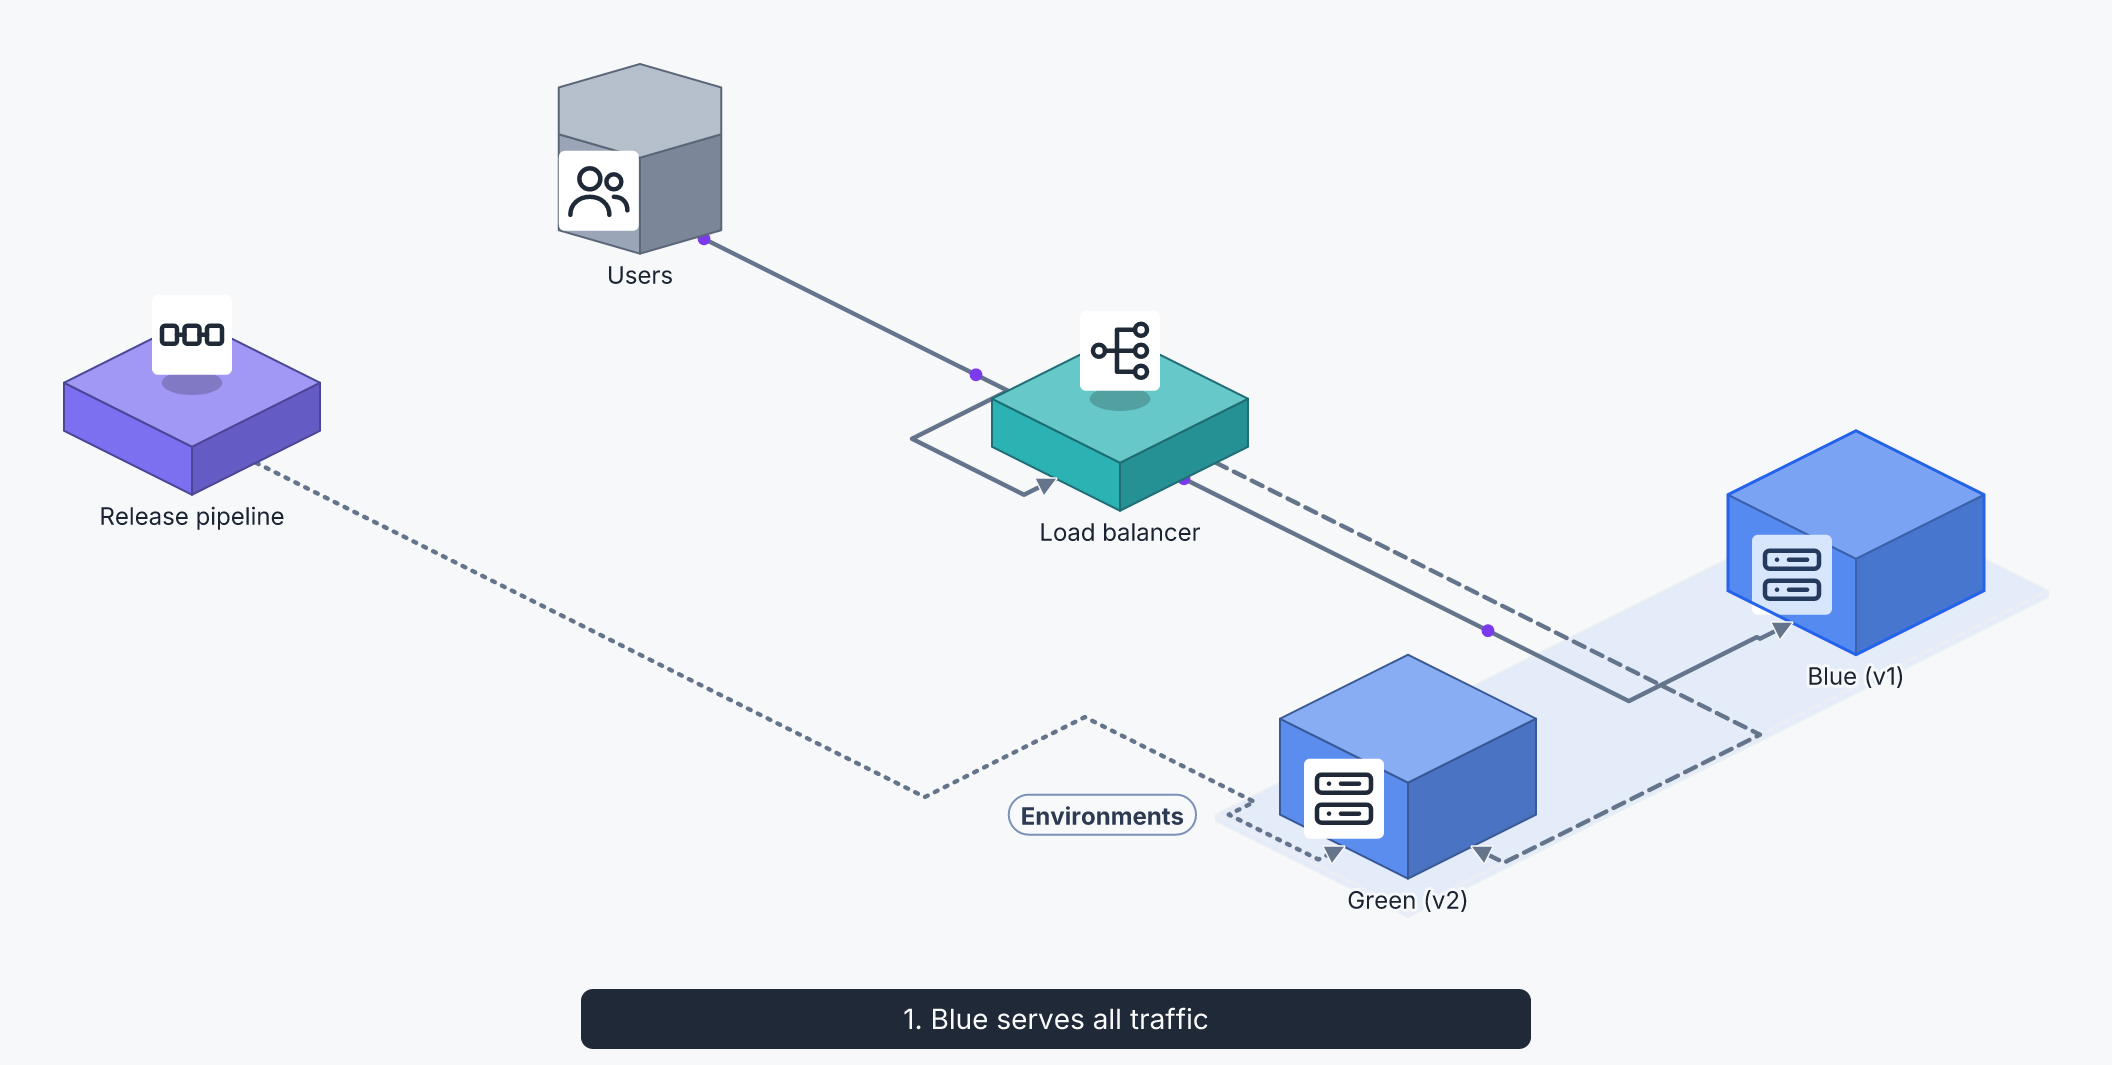 Users
Release pipeline
Load balancer
Blue (v1)
Environments
Green (v2)
1. Blue serves all traffic